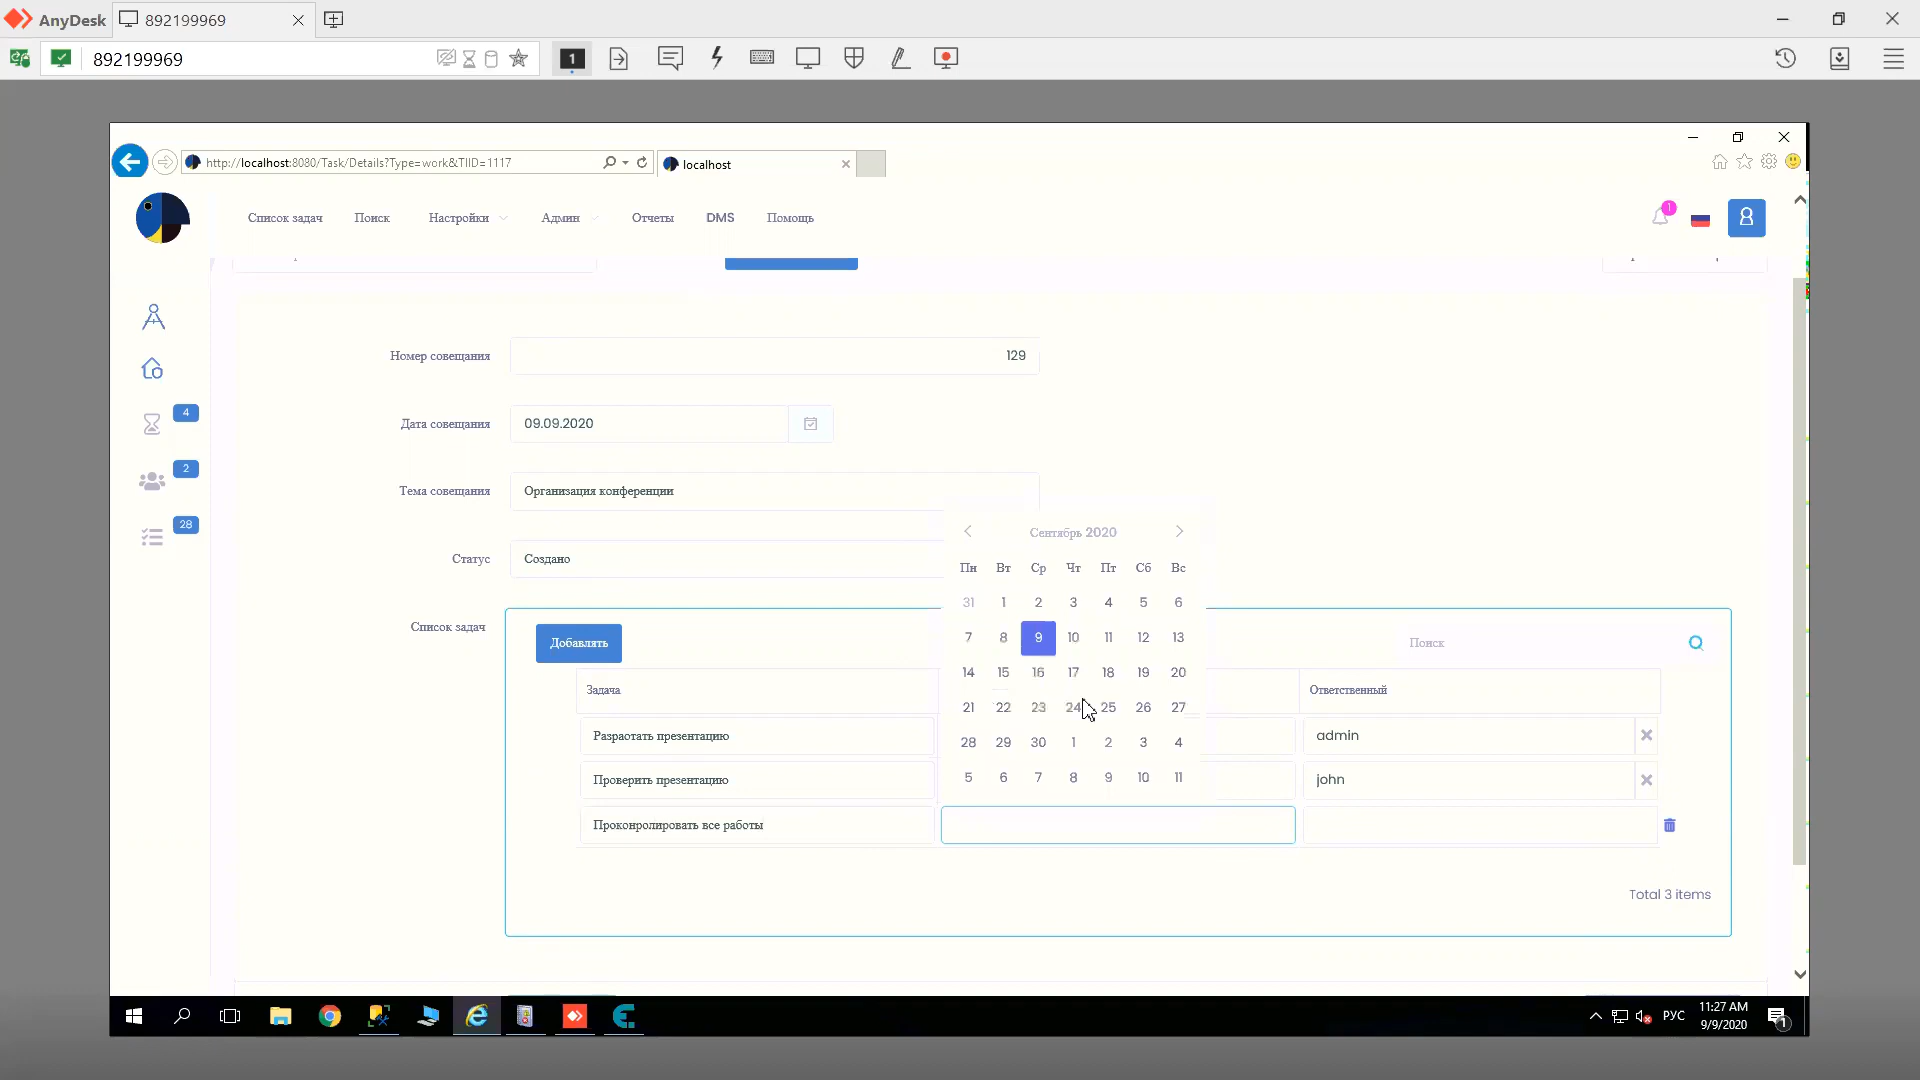 AnyDesk
892199969
892199969
1
http://localhost:8080/Task/Details?Type=work&TIID=1117
localhost
Список задач
Поиск
Настройки
Админ
Отчеты
DMS
Помощь
1
Номер совещания
129
4
Дата совещания
09.09.2020
2
Тема совещания
Организация конференции
28
Статус
Создано
Сентябрь 2020
Пн Вт Ср Чт Пт Сб Вс
31 1 2 3 4 5 6
7 8 9 10 11 12 13
14 15 16 17 18 19 20
21 22 23 24 25 26 27
28 29 30 1 2 3 4
5 6 7 8 9 10 11
Список задач
Добавлять
Поиск
Задача
Ответственный
Разраотать презентацию
admin
Проверить презентацию
john
Проконролировать все работы
Total 3 items
РУС
11:27 AM
9/9/2020
1